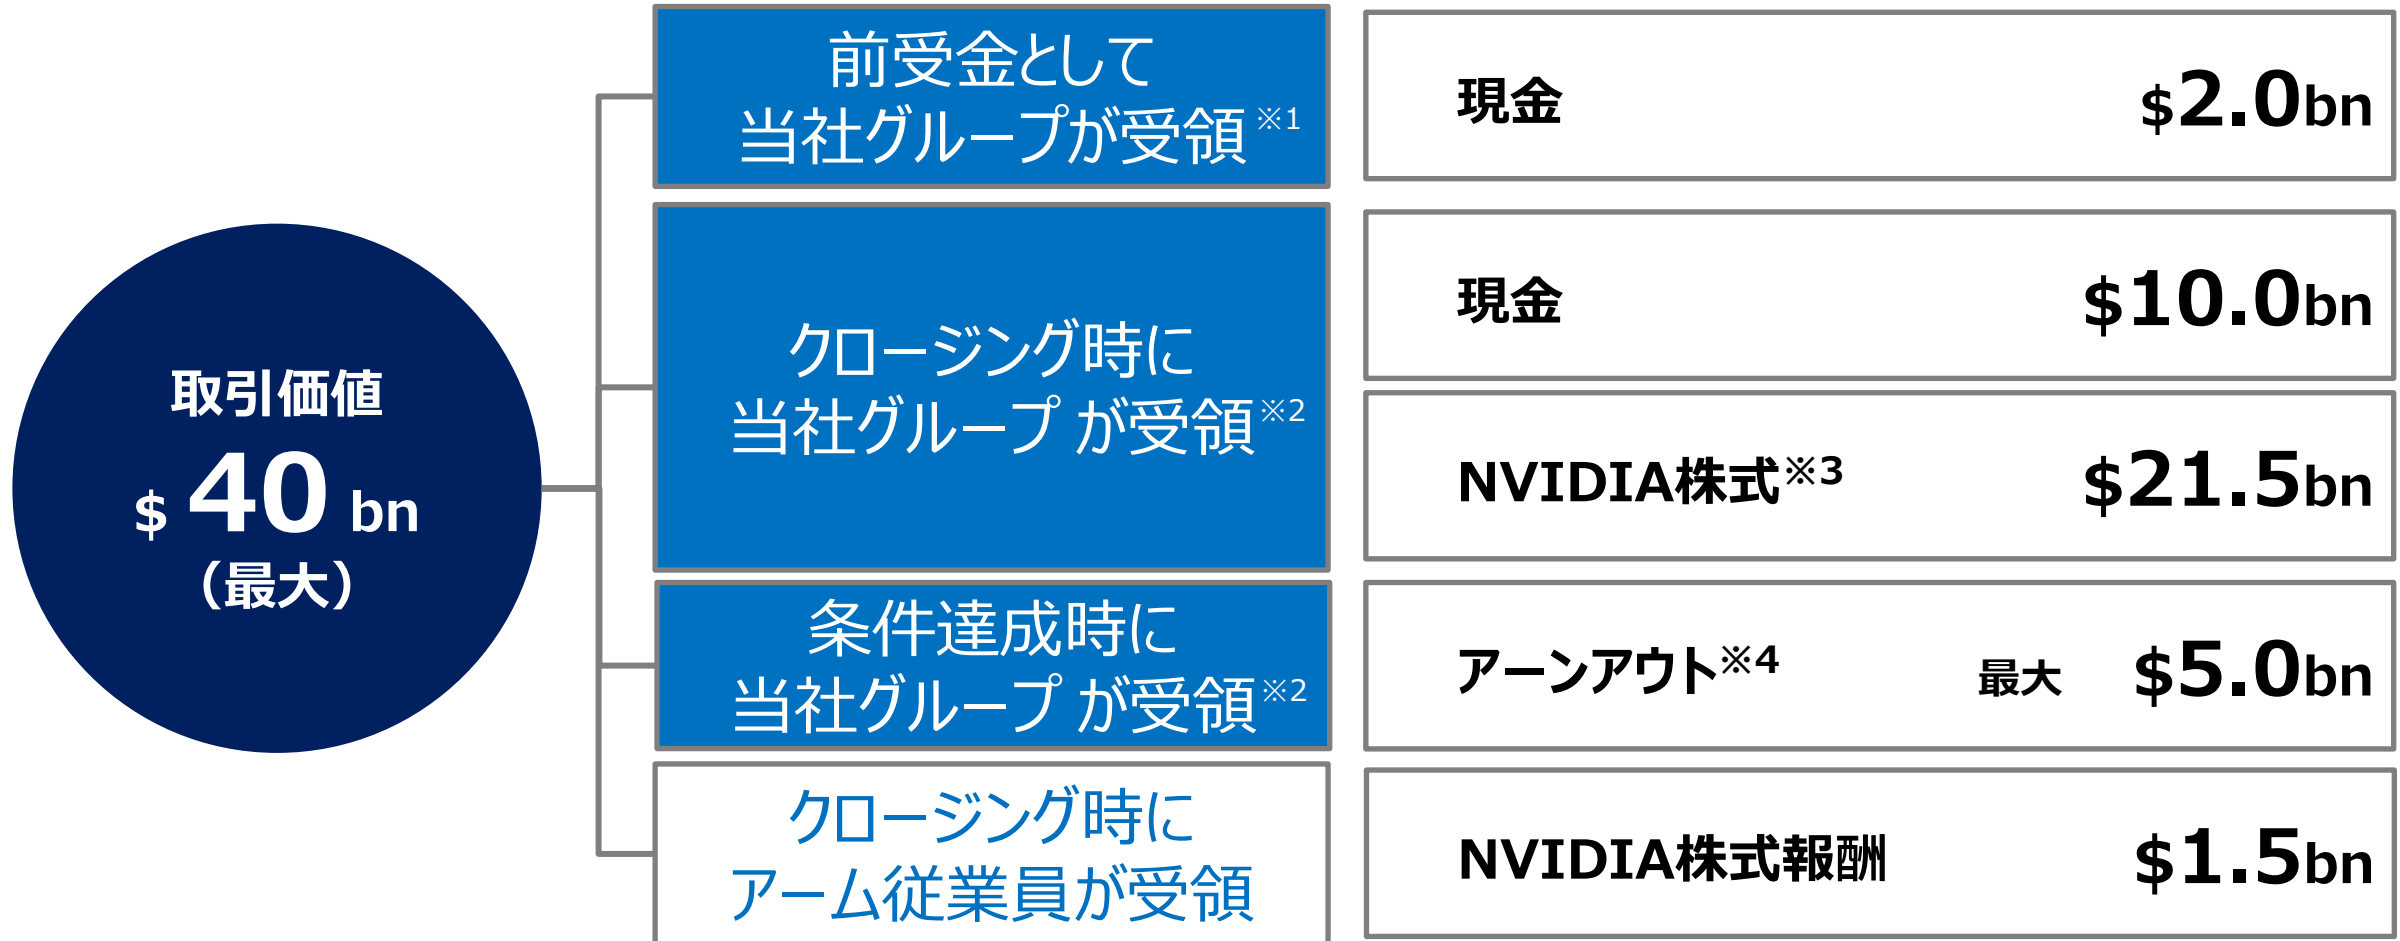 取引価値
$ 40 bn
（最大）
前受金として
当社グループが受領※1
現金 $2.0bn
クロージング時に
当社グループ が受領※2
現金 $10.0bn
NVIDIA株式※3 $21.5bn
条件達成時に
当社グループ が受領※2
アーンアウト※4 最大 $5.0bn
クロージング時に
アーム従業員が受領
NVIDIA株式報酬 $1.5bn